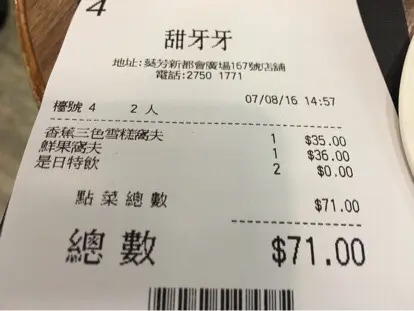 4
甜牙牙
地址:葵芳新都會廣場167號店舖
電話:2750 1771
檯號 4 2 人 07/08/16 14:57
香蕉三色雪糕窩夫 1 $35.00
鮮果窩夫 1 $36.00
是日特飲 2 $0.00
點菜總數 $71.00
總數 $71.00